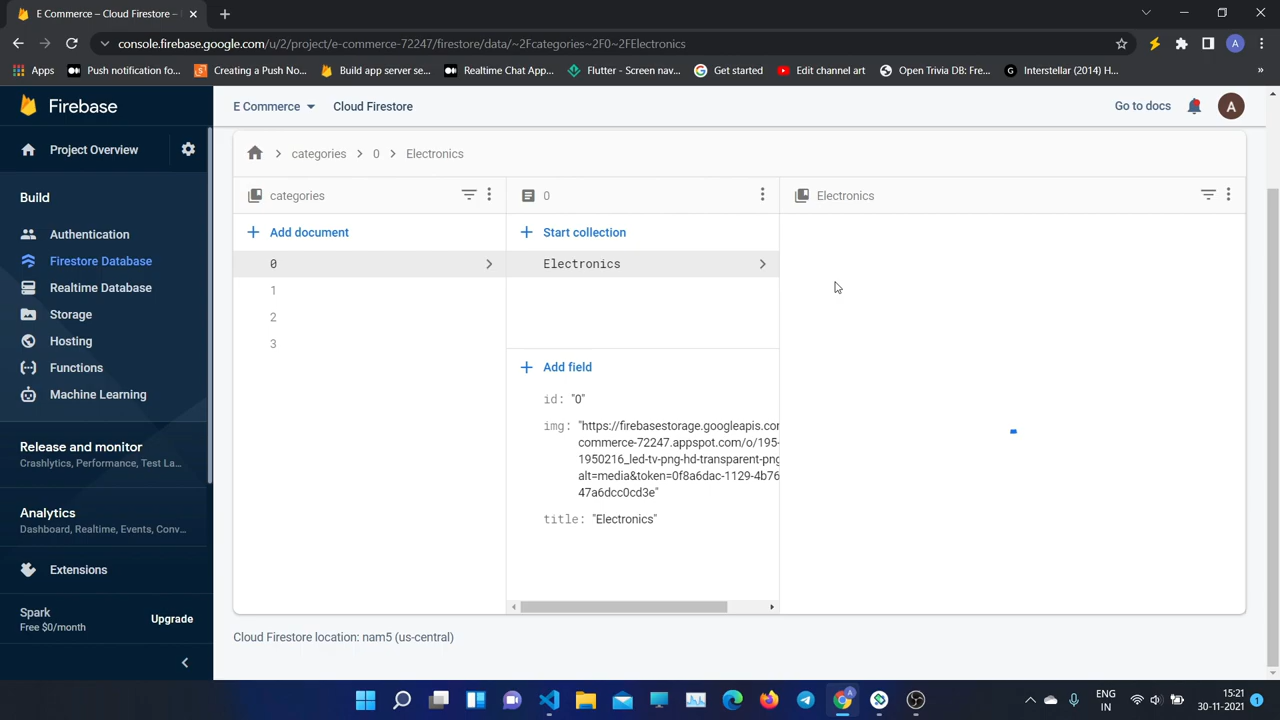 E Commerce – Cloud Firestore –
console.firebase.google.com/u/2/project/e-commerce-72247/firestore/data/~2Fcategories~2F0~2FElectronics
Apps
Push notification fo...
Creating a Push No...
Build app server se...
Realtime Chat App...
Flutter - Screen nav...
Get started
Edit channel art
Open Trivia DB: Fre...
Interstellar (2014) H...
»
Firebase
E Commerce
Cloud Firestore
Go to docs
A
Project Overview
categories
0
Electronics
Build
categories
0
Electronics
Authentication
Add document
Start collection
Firestore Database
0
Electronics
Realtime Database
1
Storage
2
Hosting
3
Functions
Add field
Machine Learning
id: "0"
img: "https://firebasestorage.googleapis.com
commerce-72247.appspot.com/o/195-
1950216_led-tv-png-hd-transparent-png
alt=media&token=0f8a6dac-1129-4b76
47a6dcc0cd3e"
title: "Electronics"
Release and monitor
Crashlytics, Performance, Test La...
Analytics
Dashboard, Realtime, Events, Conv...
Extensions
Spark
Free $0/month
Upgrade
Cloud Firestore location: nam5 (us-central)
ENG
IN
15:21
30-11-2021